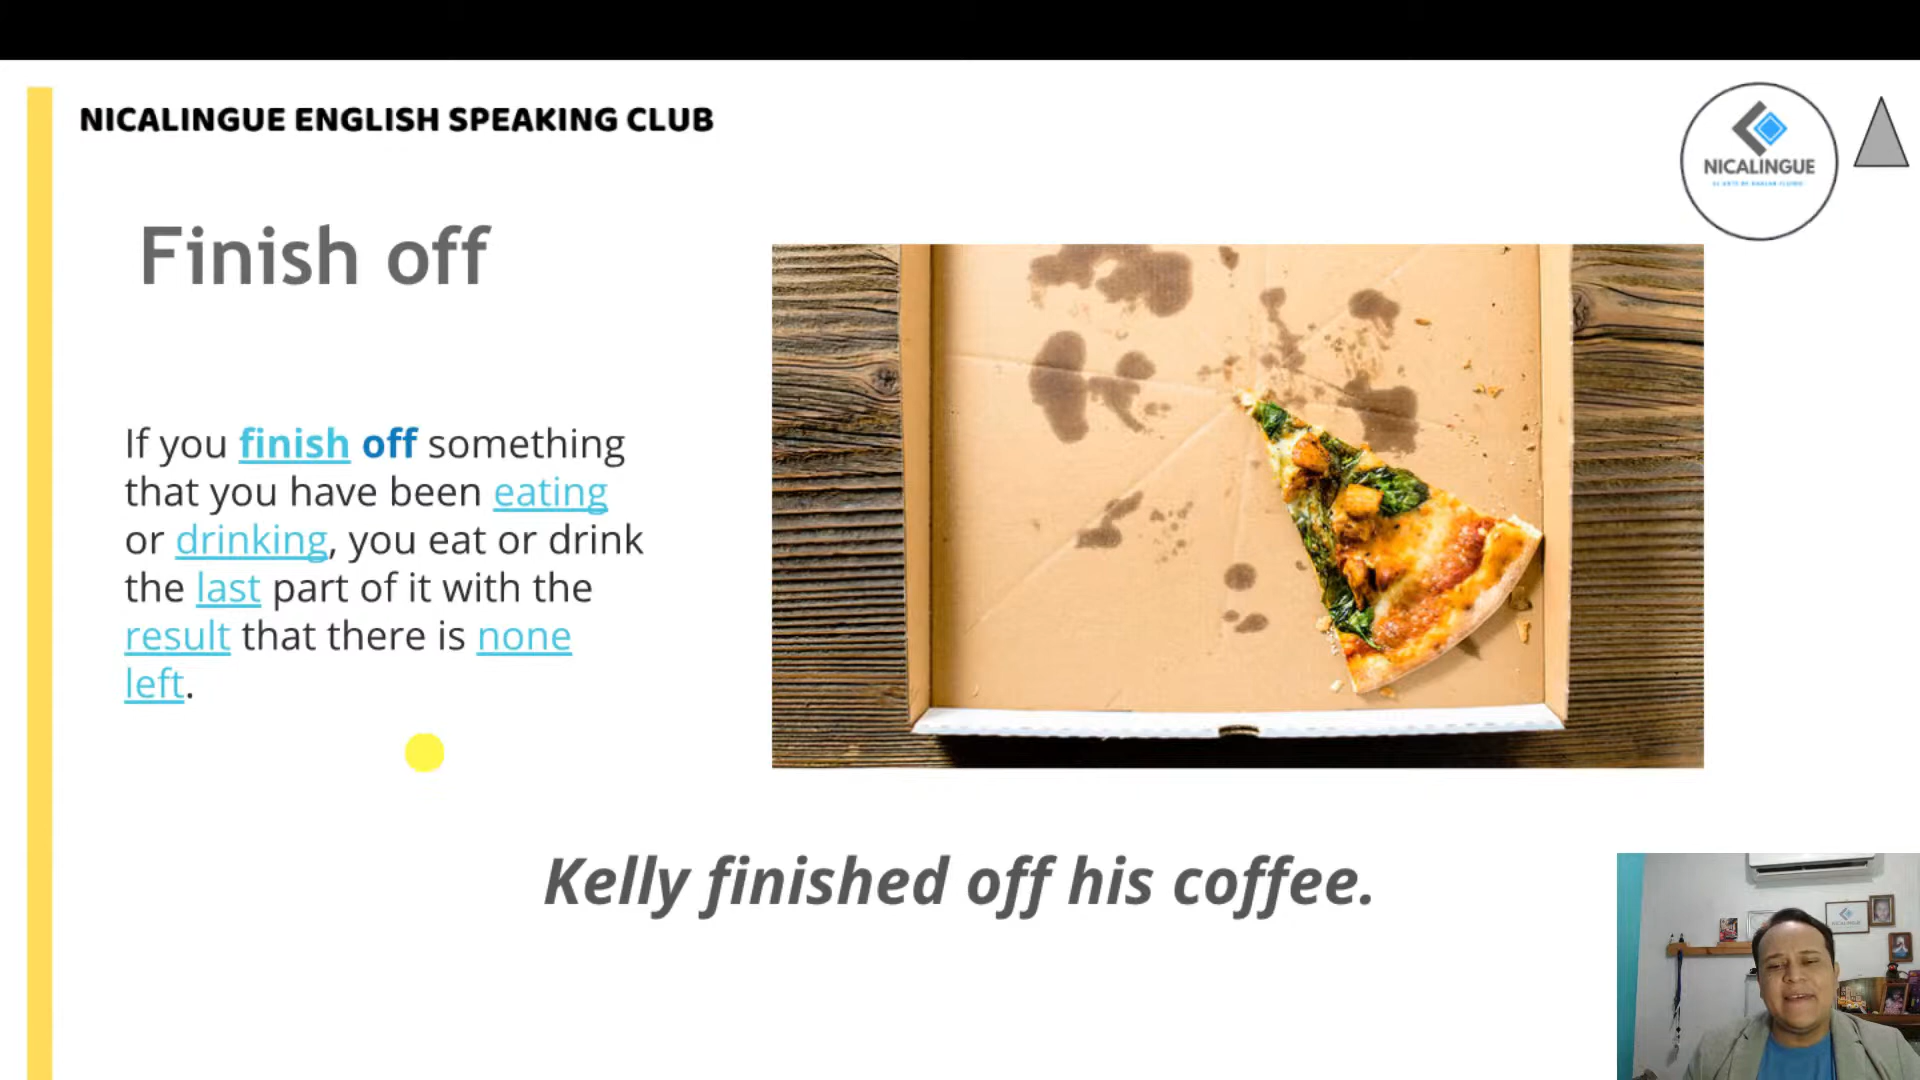 NICALINGUE ENGLISH SPEAKING CLUB
NICALINGUE
Finish off
If you finish off something
that you have been eating
or drinking, you eat or drink
the last part of it with the
result that there is none
left.
Kelly finished off his coffee.